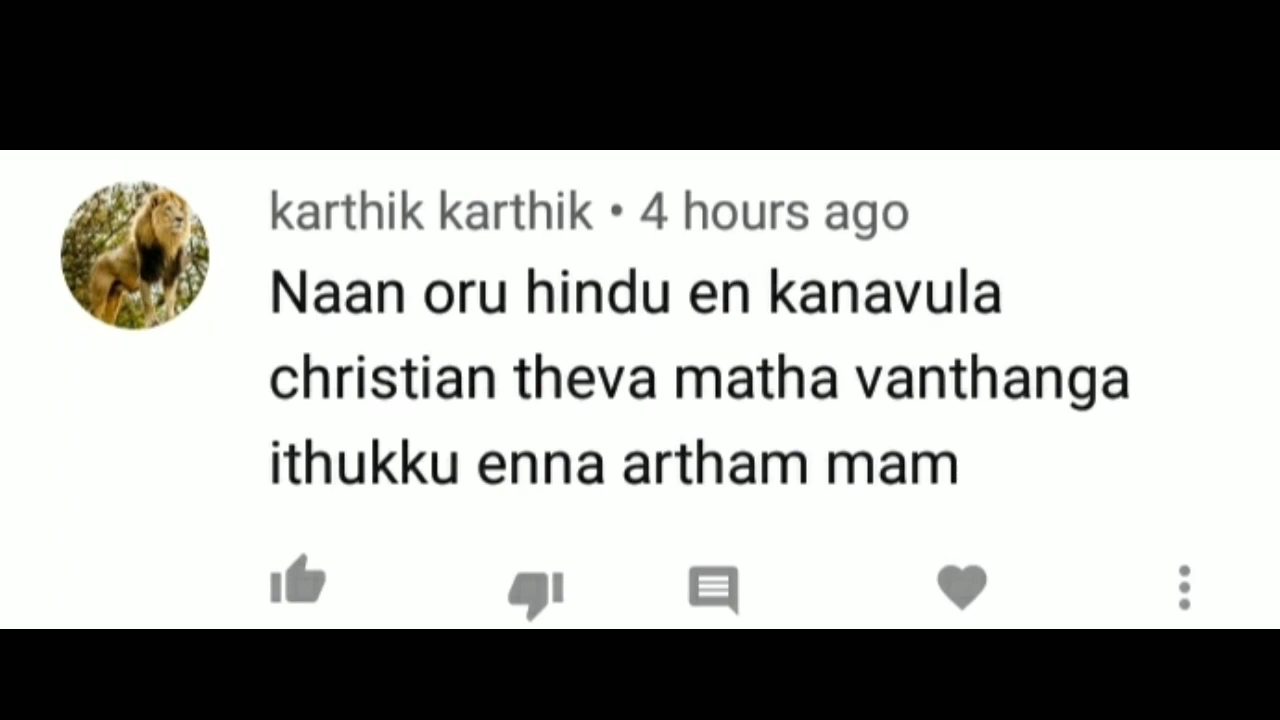 karthik karthik • 4 hours ago
Naan oru hindu en kanavula
christian theva matha vanthanga
ithukku enna artham mam